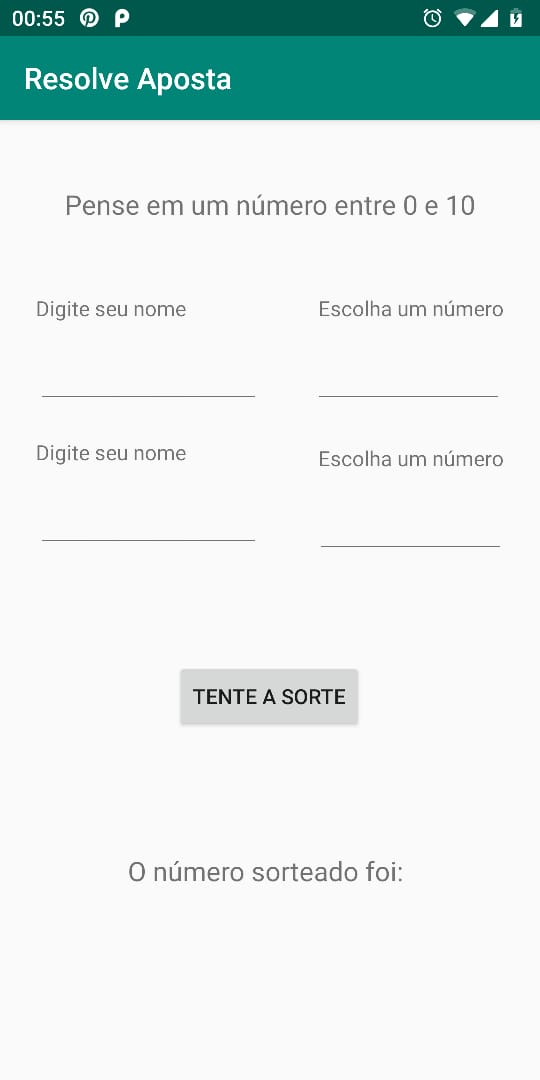 00:55
Resolve Aposta
Pense em um número entre 0 e 10
Digite seu nome
Escolha um número
Digite seu nome
Escolha um número
TENTE A SORTE
O número sorteado foi: